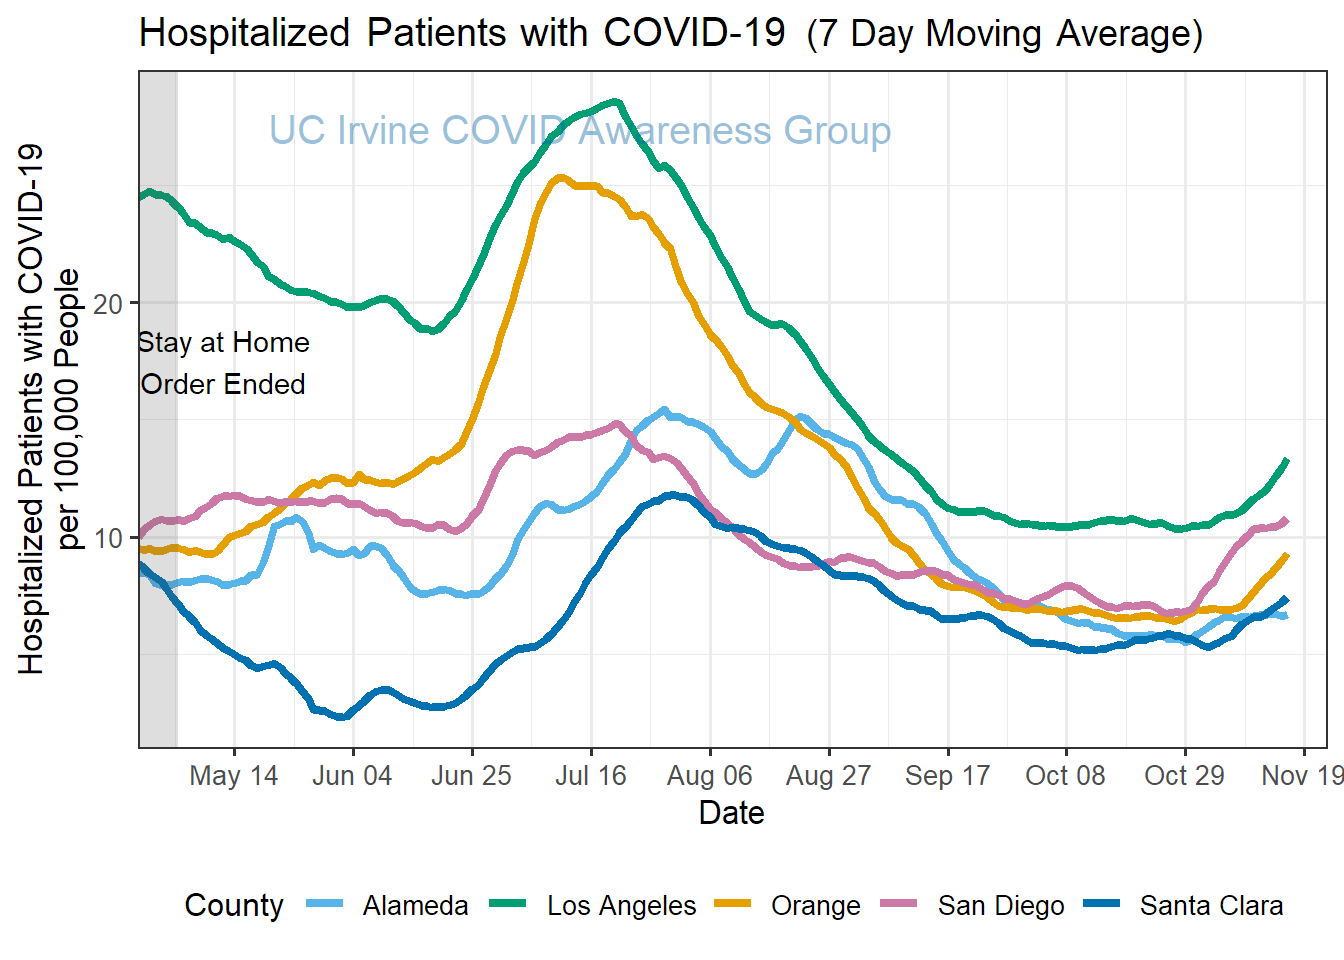 Hospitalized Patients with COVID-19 (7 Day Moving Average)
UC Irvine COVID Awareness Group
Hospitalized Patients with COVID-19
per 100,000 People
20
10
Stay at Home
Order Ended
May 14 Jun 04 Jun 25 Jul 16 Aug 06 Aug 27 Sep 17 Oct 08 Oct 29 Nov 19
Date
County Alameda Los Angeles Orange San Diego Santa Clara